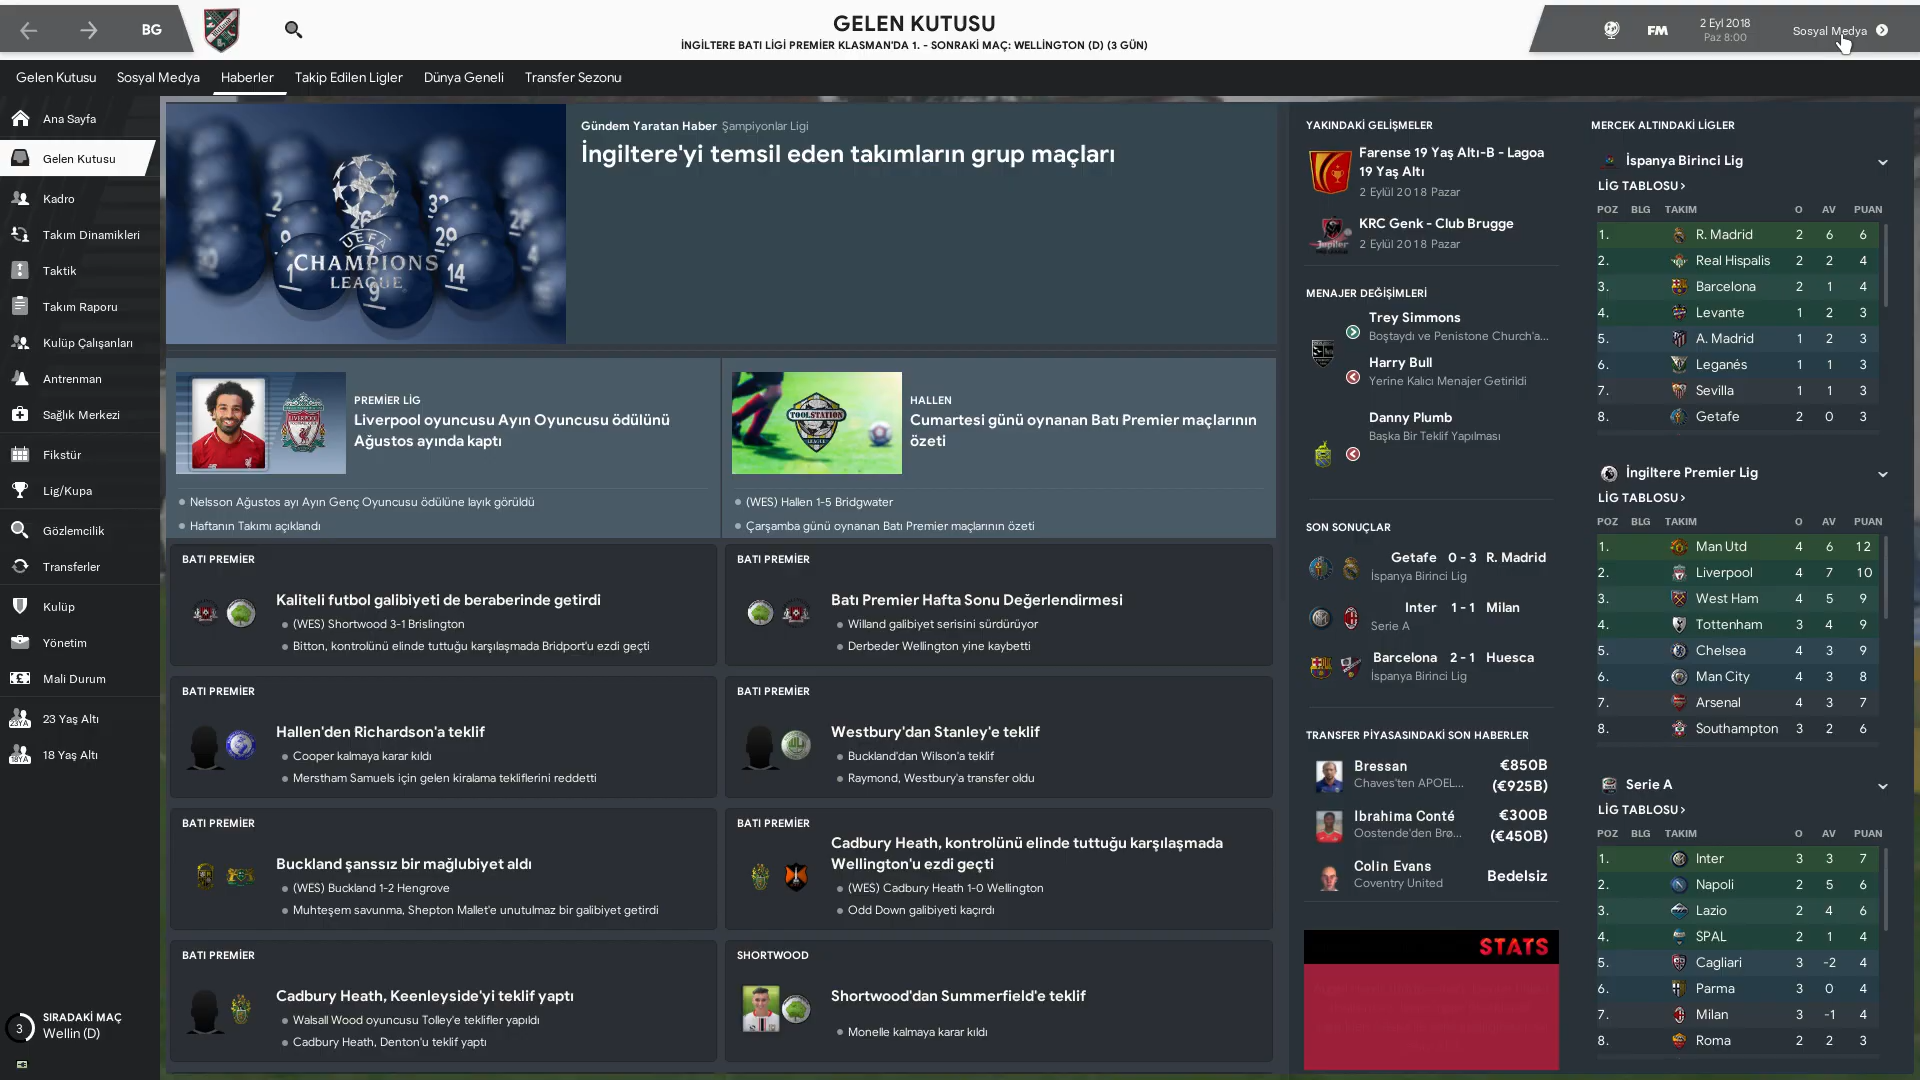 BG
GELEN KUTUSU
İNGİLTERE BATI LİGİ PREMİER KLASMAN'DA 1. - SONRAKİ MAÇ: WELLINGTON (D) (3 GÜN)
FM
2 Eyl 2018
Paz 8:00
Sosyal Medya
Gelen Kutusu Sosyal Medya Haberler Takip Edilen Ligler Dünya Geneli Transfer Sezonu
Ana Sayfa
Gelen Kutusu
Kadro
Takım Dinamikleri
Taktik
Takım Raporu
Kulüp Çalışanları
Antrenman
Sağlık Merkezi
Fikstür
Lig/Kupa
Gözlemcilik
Transferler
Kulüp
Yönetim
Mali Durum
23 Yaş Altı
18 Yaş Altı
3
SIRADAKİ MAÇ
Wellin (D)
UEFA
CHAMPIONS
LEAGUE
Gündem Yaratan Haber Şampiyonlar Ligi
İngiltere'yi temsil eden takımların grup maçları
PREMİER LİG
Liverpool oyuncusu Ayın Oyuncusu ödülünü
Ağustos ayında kaptı
Nelsson Ağustos ayı Ayın Genç Oyuncusu ödülüne layık görüldü
Haftanın Takımı açıklandı
TOOLSTATION
LEAGUE
HALLEN
Cumartesi günü oynanan Batı Premier maçlarının
özeti
(WES) Hallen 1-5 Bridgwater
Çarşamba günü oynanan Batı Premier maçlarının özeti
BATI PREMİER
Kaliteli futbol galibiyeti de beraberinde getirdi
(WES) Shortwood 3-1 Brislington
Bitton, kontrolünü elinde tuttuğu karşılaşmada Bridport'u ezdi geçti
BATI PREMİER
Batı Premier Hafta Sonu Değerlendirmesi
Willand galibiyet serisini sürdürüyor
Derbeder Wellington yine kaybetti
BATI PREMİER
Hallen'den Richardson'a teklif
Cooper kalmaya karar kıldı
Merstham Samuels için gelen kiralama tekliflerini reddetti
BATI PREMİER
Westbury'dan Stanley'e teklif
Buckland'dan Wilson'a teklif
Raymond, Westbury'a transfer oldu
BATI PREMİER
Buckland şanssız bir mağlubiyet aldı
(WES) Buckland 1-2 Hengrove
Muhteşem savunma, Shepton Mallet'e unutulmaz bir galibiyet getirdi
BATI PREMİER
Cadbury Heath, kontrolünü elinde tuttuğu karşılaşmada
Wellington'u ezdi geçti
(WES) Cadbury Heath 1-0 Wellington
Odd Down galibiyeti kaçırdı
BATI PREMİER
Cadbury Heath, Keenleyside'yi teklif yaptı
Walsall Wood oyuncusu Tolley'e teklifler yapıldı
Cadbury Heath, Denton'u teklif yaptı
SHORTWOOD
Shortwood'dan Summerfield'e teklif
Monelle kalmaya karar kıldı
YAKINDAKİ GELİŞMELER
Farense 19 Yaş Altı-B - Lagoa
19 Yaş Altı
2 Eylül 2018 Pazar
KRC Genk - Club Brugge
2 Eylül 2018 Pazar
MENAJER DEĞİŞİMLERİ
Trey Simmons
Boştaydı ve Penistone Church'a...
Harry Bull
Yerine Kalıcı Menajer Getirildi
Danny Plumb
Başka Bir Teklif Yapılması
SON SONUÇLAR
Getafe 0 - 3 R. Madrid
İspanya Birinci Lig
Inter 1 - 1 Milan
Serie A
Barcelona 2 - 1 Huesca
İspanya Birinci Lig
TRANSFER PİYASASINDAKİ SON HABERLER
Bressan €850B
Chaves'ten APOEL... (€925B)
Ibrahima Conté €300B
Oostende'den Brø... (€450B)
Colin Evans Bedelsiz
Coventry United
STATS
MERCEK ALTINDAKİ LİGLER
İspanya Birinci Lig
LİG TABLOSU>
POZ BLG TAKIM O AV PUAN
1. R. Madrid 2 6 6
2. Real Hispalis 2 2 4
3. Barcelona 2 1 4
4. Levante 1 2 3
5. A. Madrid 1 2 3
6. Leganés 1 1 3
7. Sevilla 1 1 3
8. Getafe 2 0 3
İngiltere Premier Lig
LİG TABLOSU>
POZ BLG TAKIM O AV PUAN
1. Man Utd 4 6 12
2. Liverpool 4 7 10
3. West Ham 4 5 9
4. Tottenham 3 4 9
5. Chelsea 4 3 9
6. Man City 4 3 8
7. Arsenal 4 3 7
8. Southampton 3 2 6
Serie A
LİG TABLOSU>
POZ BLG TAKIM O AV PUAN
1. Inter 3 3 7
2. Napoli 2 5 6
3. Lazio 2 4 6
4. SPAL 2 1 4
5. Cagliari 3 -2 4
6. Parma 3 0 4
7. Milan 3 -1 4
8. Roma 2 2 3